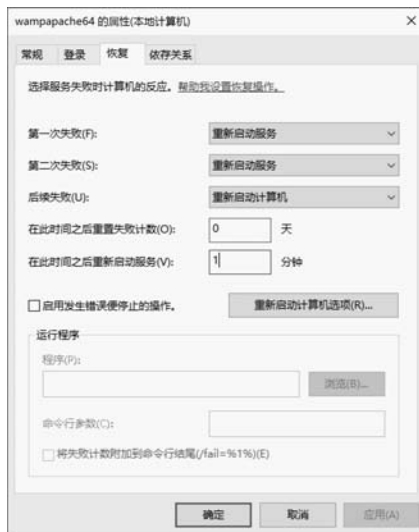 wampapache64 的属性(本地计算机)
常规 登录 恢复 依存关系
选择服务失败时计算机的反应。帮助我设置恢复操作。
第一次失败(F): 重新启动服务
第二次失败(S): 重新启动服务
后续失败(U): 重新启动计算机
在此时间之后重置失败计数(O): 0 天
在此时间之后重新启动服务(V): 1 分钟
启用发生错误便停止的操作。 重新启动计算机选项(R)...
运行程序
程序(P):
浏览(B)...
命令行参数(C):
将失败计数附加到命令行结尾(/fail=%1%)(E)
确定 取消 应用(A)